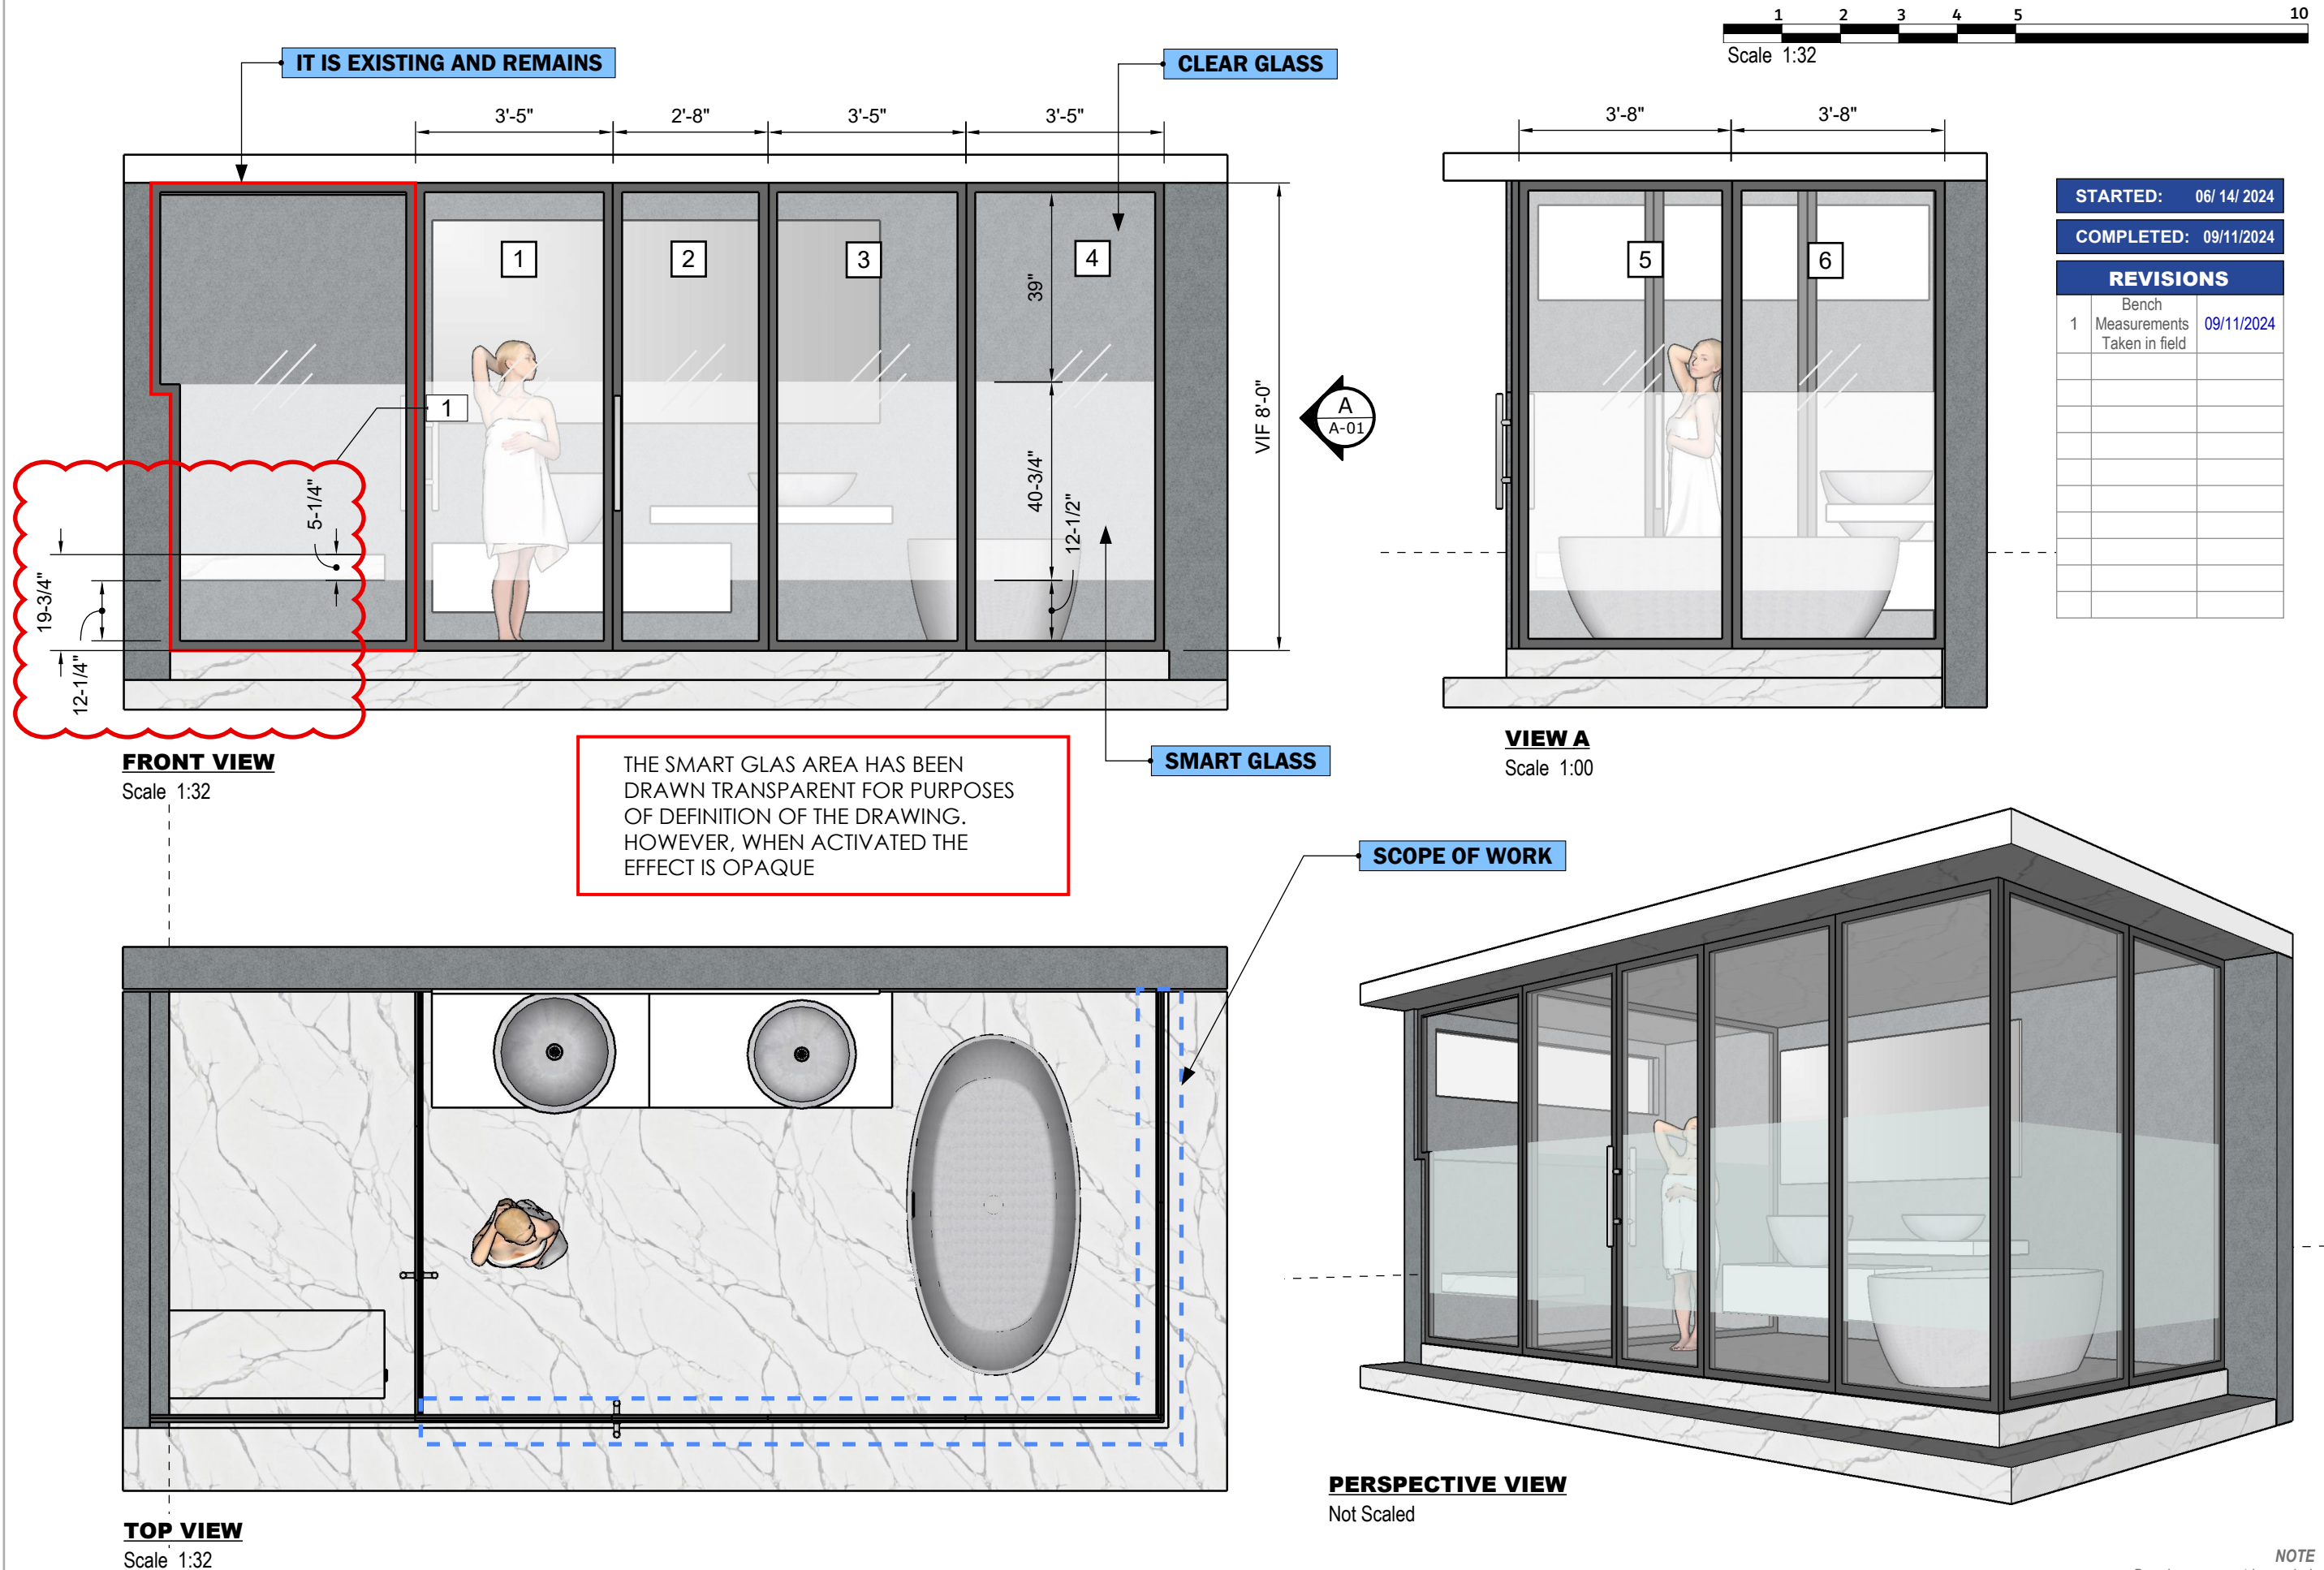 1 2 3 4 5 10
Scale 1:32
IT IS EXISTING AND REMAINS
CLEAR GLASS
3'-5" 2'-8" 3'-5" 3'-5"
3'-8" 3'-8"
1 2 3 4
5 6
39"
40-3/4"
12-1/2"
VIF 8'-0"
A
A-01
1
5-1/4"
19-3/4"
12-1/4"
STARTED: 06/ 14/ 2024
COMPLETED: 09/11/2024
REVISIONS
1 Bench Measurements Taken in field 09/11/2024
FRONT VIEW
Scale 1:32
THE SMART GLAS AREA HAS BEEN
DRAWN TRANSPARENT FOR PURPOSES
OF DEFINITION OF THE DRAWING.
HOWEVER, WHEN ACTIVATED THE
EFFECT IS OPAQUE
SMART GLASS
VIEW A
Scale 1:00
SCOPE OF WORK
TOP VIEW
Scale 1:32
PERSPECTIVE VIEW
Not Scaled
NOTE